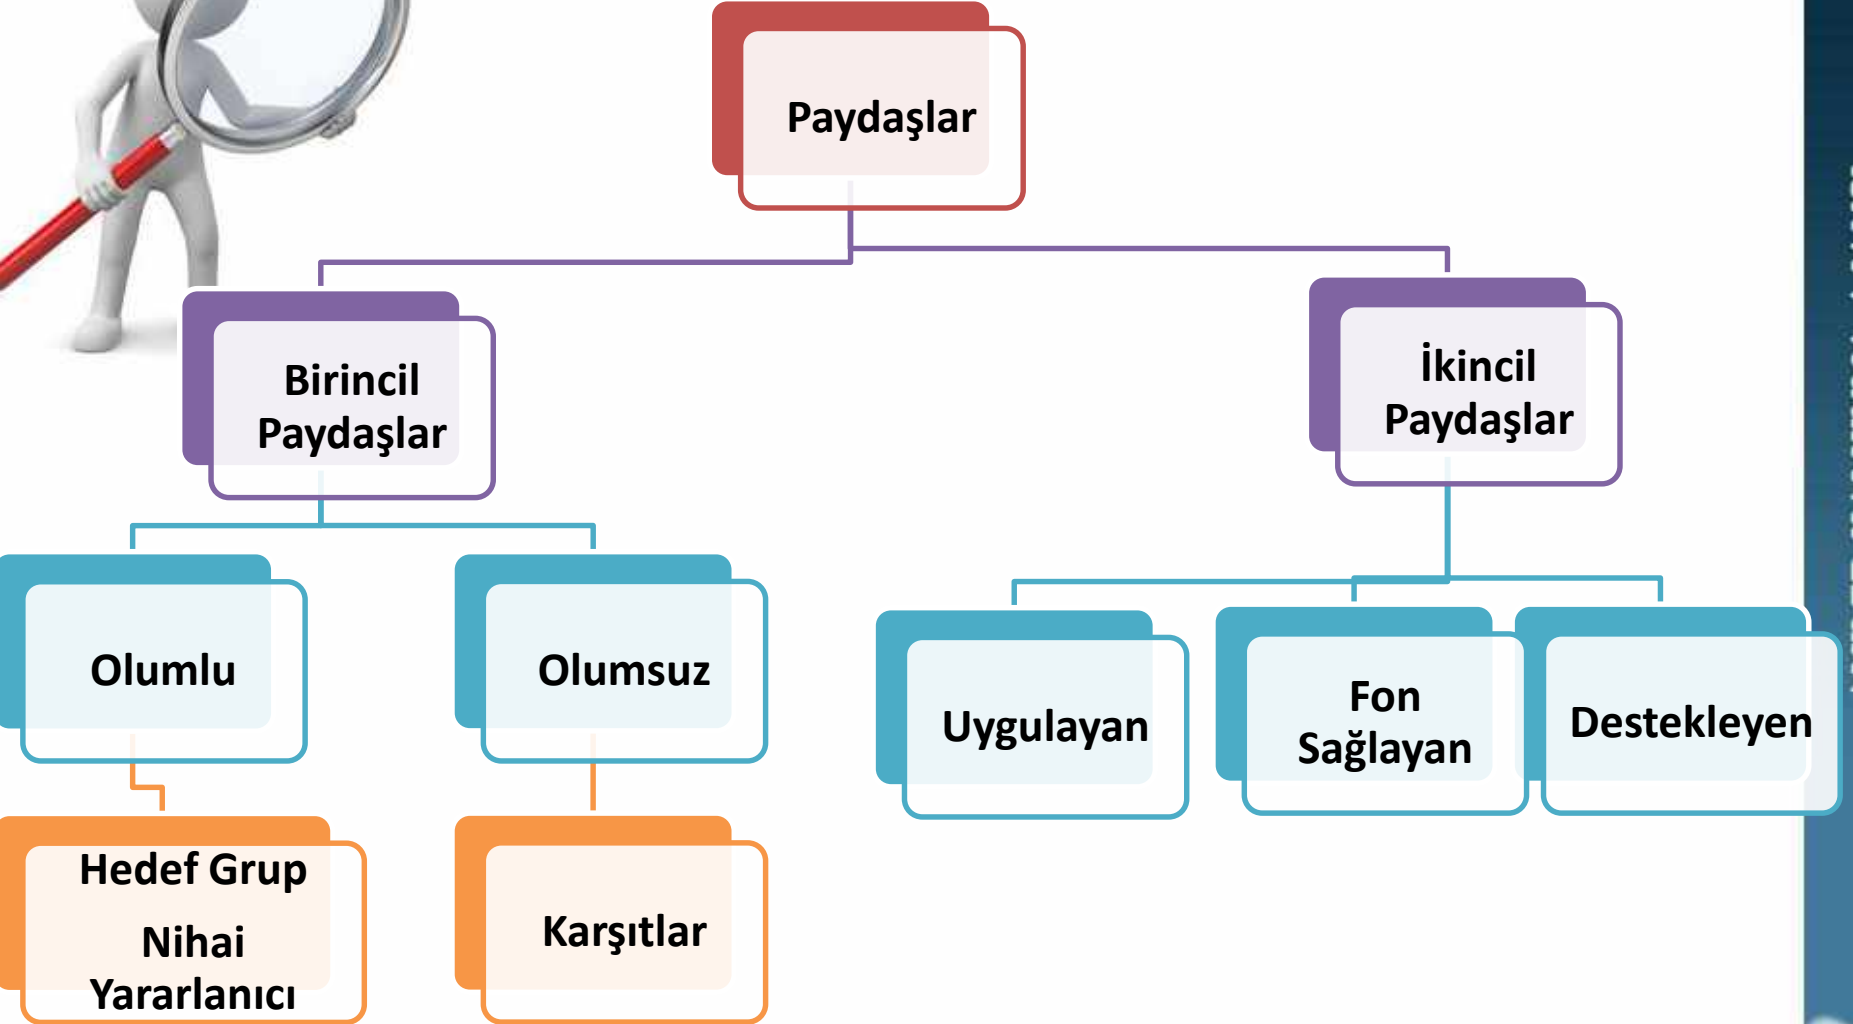 Paydaşlar
Birincil
Paydaşlar
İkincil
Paydaşlar
Olumlu
Olumsuz
Uygulayan
Fon
Sağlayan
Destekleyen
Hedef Grup
Nihai
Yararlanıcı
Karşıtlar